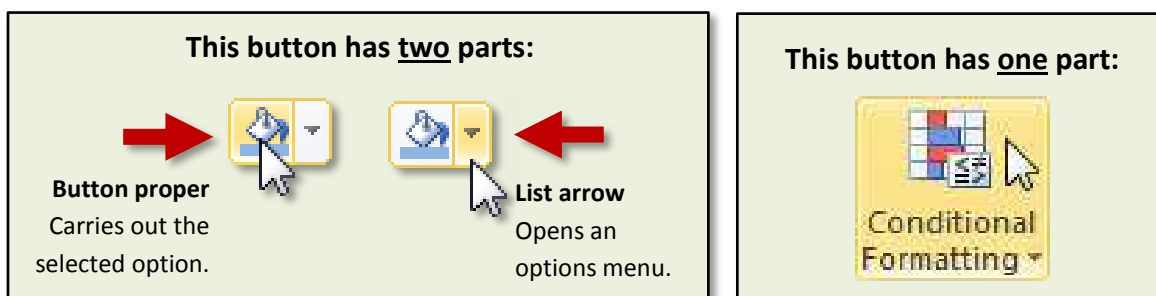 This button has two parts:
Button proper
Carries out the
selected option.
List arrow
Opens an
options menu.
This button has one part:
Conditional
Formatting